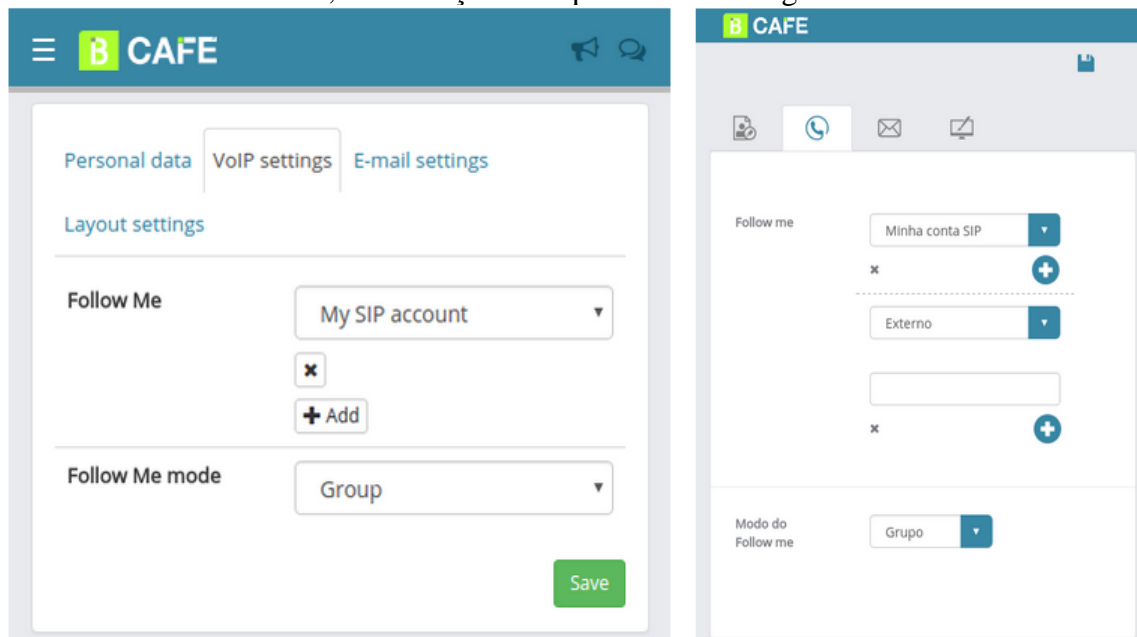 B CAFE
Personal data VoIP settings E-mail settings
Layout settings
Follow Me My SIP account
Add
Follow Me mode Group
Save
B CAFE
Follow me Minha conta SIP
Externo
Modo do
Follow me Grupo